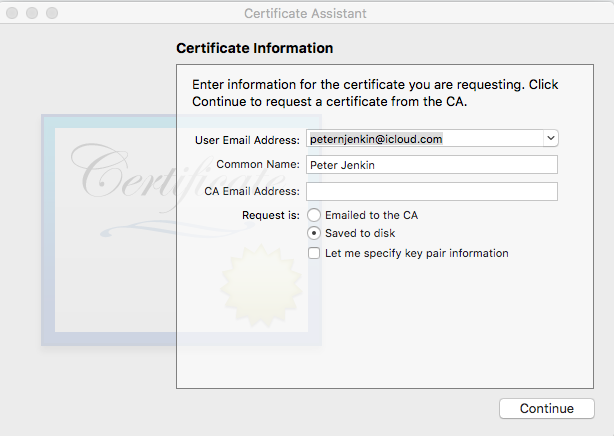 Certificate Assistant
Certificate Information
Enter information for the certificate you are requesting. Click
Continue to request a certificate from the CA.
Certificate
User Email Address: peternjenkin@icloud.com
Common Name: Peter Jenkin
CA Email Address:
Request is: Emailed to the CA
Saved to disk
Let me specify key pair information
Continue